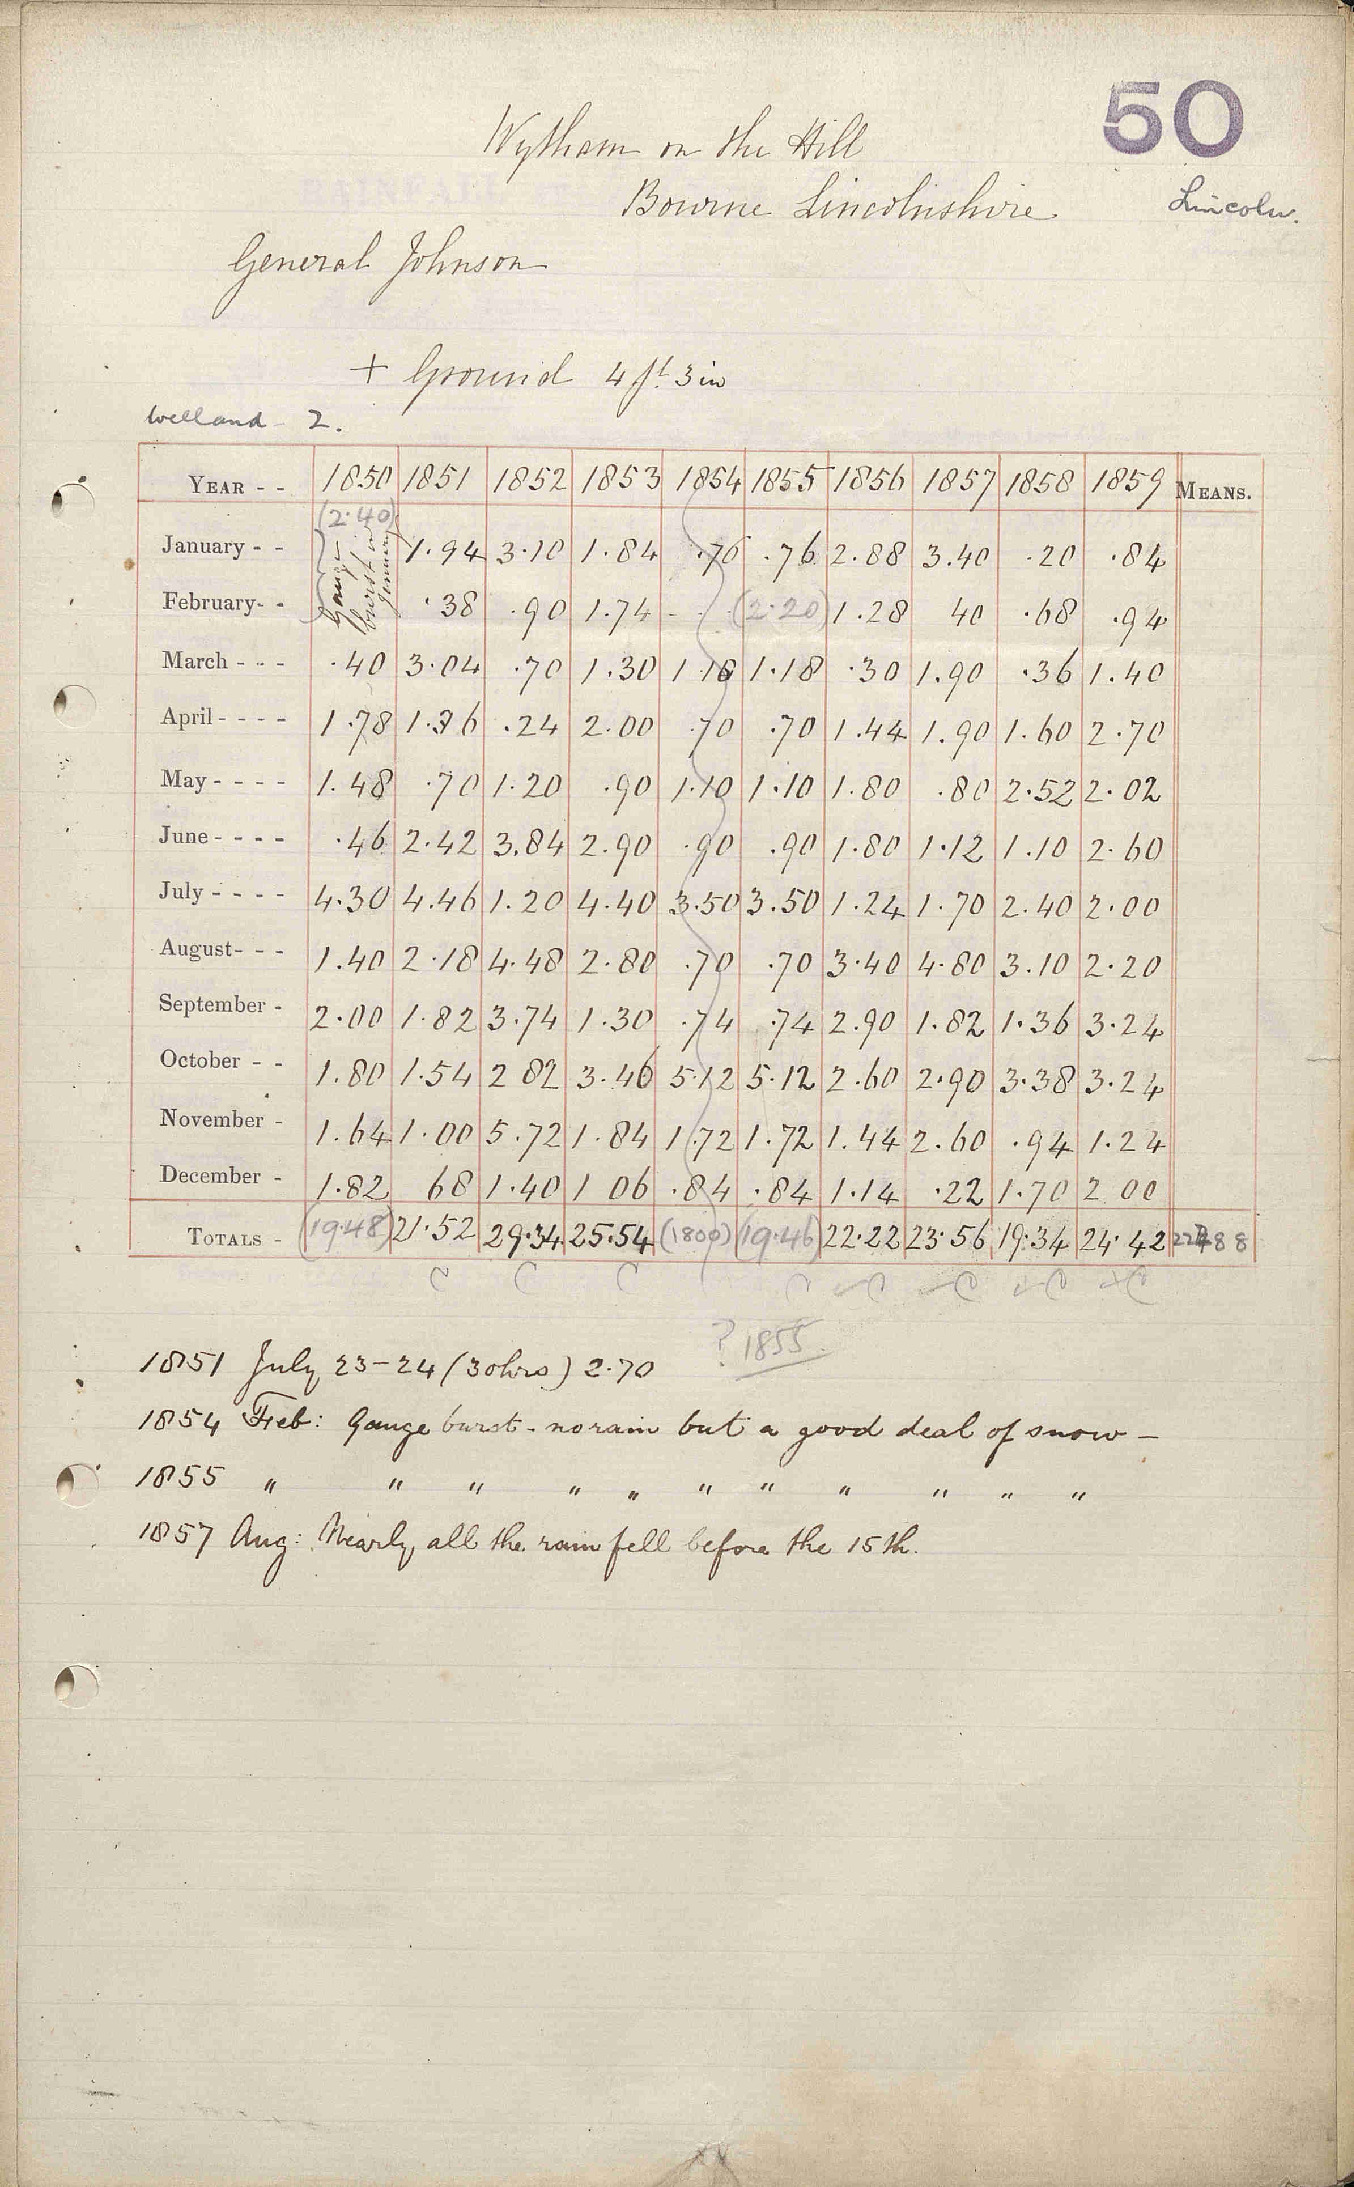 50
Wytham on the Hill
Bourne Lincolnshire
Lincoln.
General Johnson
+ Ground 4 ft 3 in
Welland 2.
YEAR - - 1850 1851 1852 1853 1854 1855 1856 1857 1858 1859 MEANS.
(2.40)
Gauge burst in January
January - - 1.94 3.10 1.84 .76 .76 2.88 3.40 .20 .84
February- - .38 .90 1.74 - - (2.20) 1.28 40 .68 .94
March - - - .40 3.04 .70 1.30 1.18 1.18 .30 1.90 .36 1.40
April - - - - 1.78 1.36 .24 2.00 .70 .70 1.44 1.90 1.60 2.70
May - - - - 1.48 .70 1.20 .90 1.10 1.10 1.80 .80 2.52 2.02
June - - - - .46 2.42 3.84 2.90 .90 .90 1.80 1.12 1.10 2.60
July - - - - 4.30 4.46 1.20 4.40 3.50 3.50 1.24 1.70 2.40 2.00
August- - - 1.40 2.18 4.48 2.80 .70 .70 3.40 4.80 3.10 2.20
September - 2.00 1.82 3.74 1.30 .74 .74 2.90 1.82 1.36 3.24
October - - 1.80 1.54 2 82 3.46 5.12 5.12 2.60 2.90 3.38 3.24
November - 1.64 1.00 5.72 1.84 1.72 1.72 1.44 2.60 .94 1.24
December - 1.82 68 1.40 1 06 .84 .84 1.14 .22 1.70 2 00
TOTALS - (19.48) 21.52 29.34 25.54 (1800) (19.46) 22.22 23.56 19.34 24.42
? 1855
1851 July 23-24 (30hrs) 2.70
1854 Feb: Gauge burst - no rain but a good deal of snow -
1855 " " " " " " " " " " "
1857 Aug: Nearly all the rain fell before the 15th.